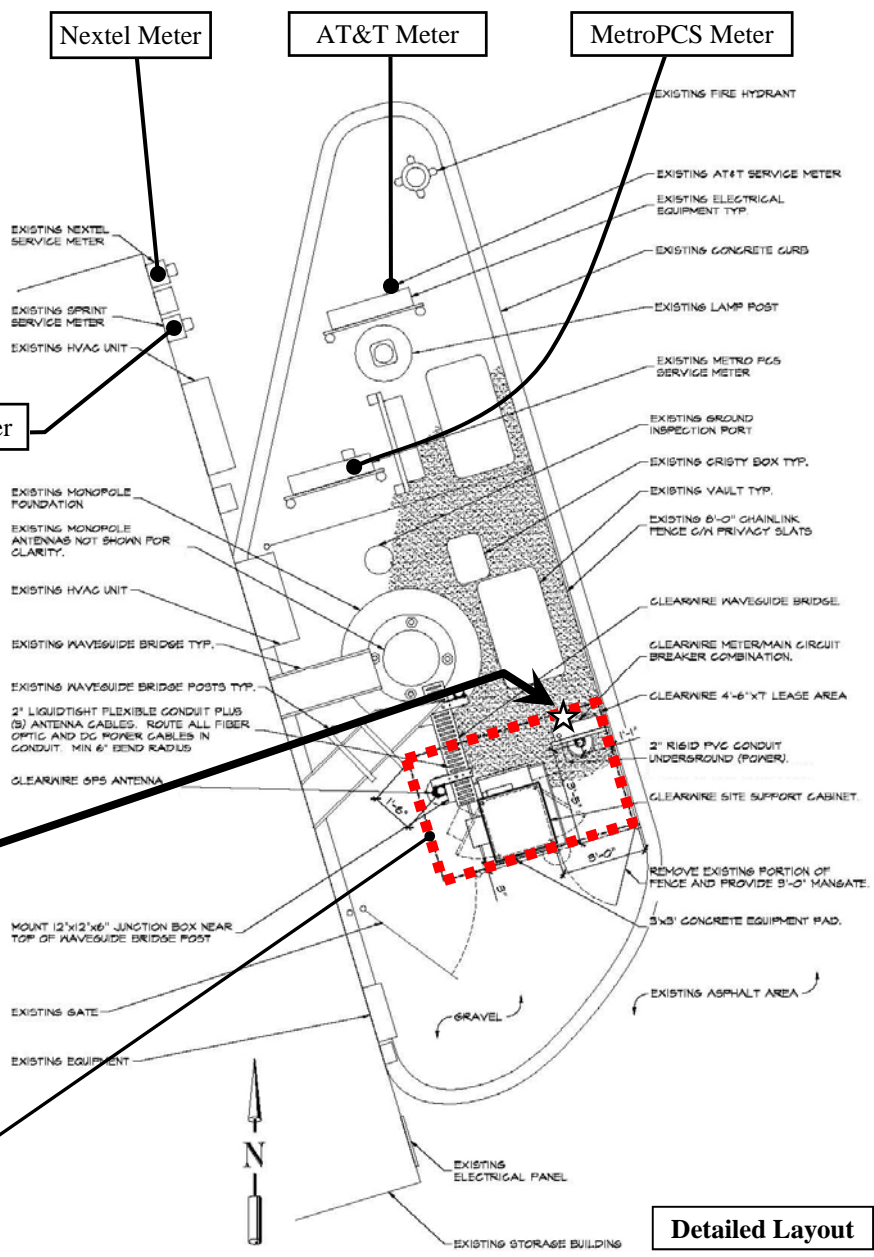 Nextel Meter
AT&T Meter
MetroPCS Meter
EXISTING FIRE HYDRANT
EXISTING AT&T SERVICE METER
EXISTING ELECTRICAL
EQUIPMENT TYP.
EXISTING CONCRETE CURB
EXISTING LAMP POST
EXISTING METRO PCS
SERVICE METER
EXISTING GROUND
INSPECTION PORT
EXISTING CRISTY BOX TYP.
EXISTING VAULT TYP.
EXISTING 8'-0" CHAINLINK
FENCE C/W PRIVACY SLATS
CLEARWIRE WAVEGUIDE BRIDGE.
CLEARWIRE METER/MAIN CIRCUIT
BREAKER COMBINATION.
CLEARWIRE 4'-6"x7' LEASE AREA
2" RIGID PVC CONDUIT
UNDERGROUND (POWER).
CLEARWIRE SITE SUPPORT CABINET.
REMOVE EXISTING PORTION OF
FENCE AND PROVIDE 3'-0" MANGATE.
3'x3' CONCRETE EQUIPMENT PAD.
EXISTING ASPHALT AREA
EXISTING NEXTEL
SERVICE METER
EXISTING SPRINT
SERVICE METER
EXISTING HVAC UNIT
er
EXISTING MONOPOLE
FOUNDATION
EXISTING MONOPOLE
ANTENNAS NOT SHOWN FOR
CLARITY.
EXISTING HVAC UNIT
EXISTING WAVEGUIDE BRIDGE TYP.
EXISTING WAVEGUIDE BRIDGE POSTS TYP.
2" LIQUIDTIGHT FLEXIBLE CONDUIT PLUS
(3) ANTENNA CABLES. ROUTE ALL FIBER
OPTIC AND DC POWER CABLES IN
CONDUIT. MIN 6" BEND RADIUS
CLEARWIRE GPS ANTENNA
1'-6"
1'-1"
3'-5"
3'-0"
3"
MOUNT 12"x12"x6" JUNCTION BOX NEAR
TOP OF WAVEGUIDE BRIDGE POST
EXISTING GATE
GRAVEL
EXISTING EQUIPMENT
N
EXISTING
ELECTRICAL PANEL
EXISTING STORAGE BUILDING
Detailed Layout